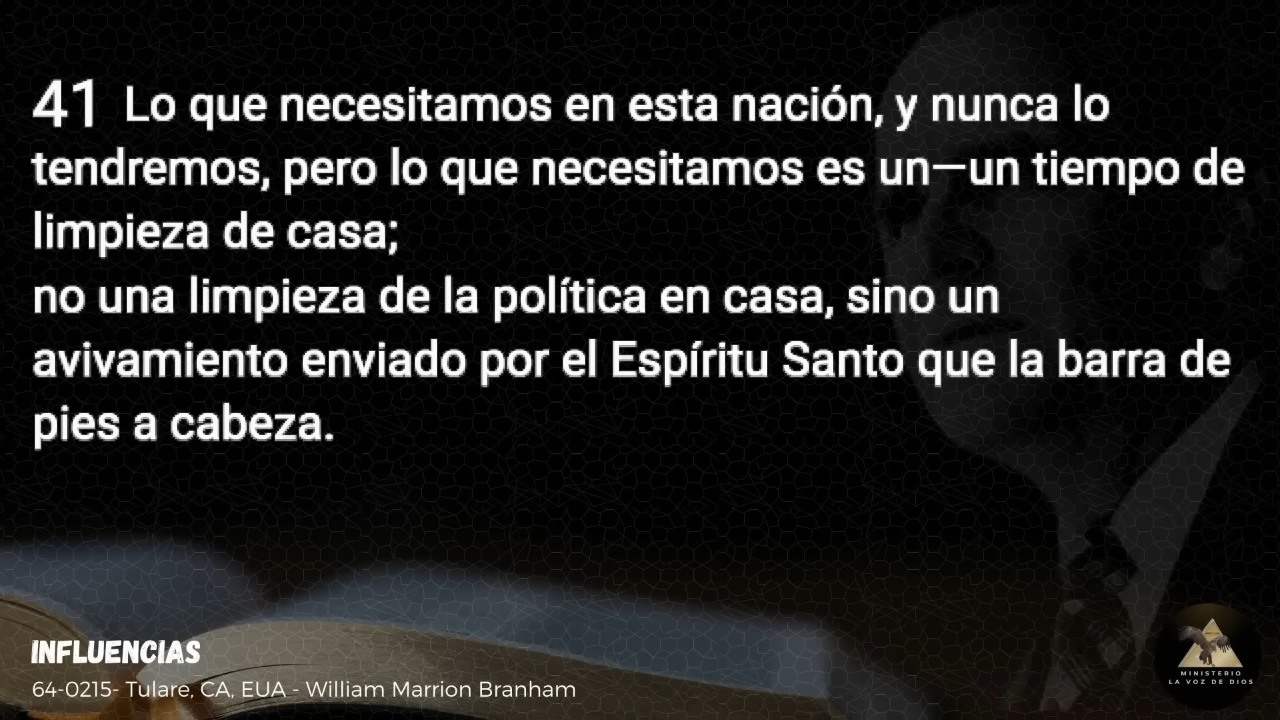 41 Lo que necesitamos en esta nación, y nunca lo
tendremos, pero lo que necesitamos es un—un tiempo de
limpieza de casa;
no una limpieza de la política en casa, sino un
avivamiento enviado por el Espíritu Santo que la barra de
pies a cabeza.
INFLUENCIAS
64-0215- Tulare, CA, EUA - William Marrion Branham
MINISTERIO
LA VOZ DE DIOS